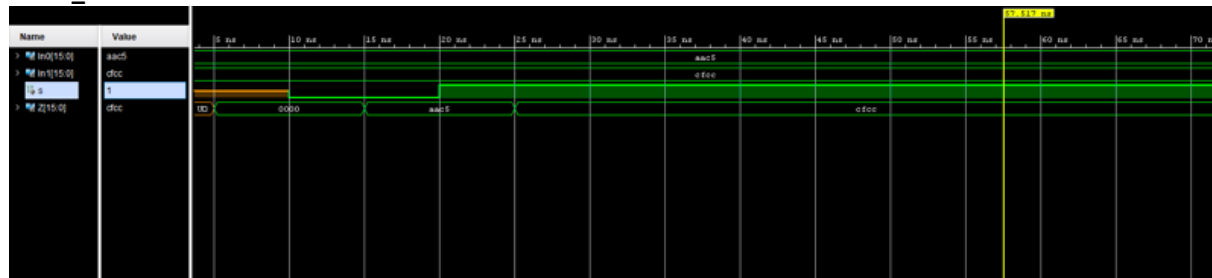 57.517 ns
Name Value 5 ns 10 ns 15 ns 20 ns 25 ns 30 ns 35 ns 40 ns 45 ns 50 ns 55 ns 60 ns 65 ns 70 n
In0[15:0] aac5 aac5
In1[15:0] cfcc cfcc
s 1
Z[15:0] cfcc UU 0000 aac5 cfcc